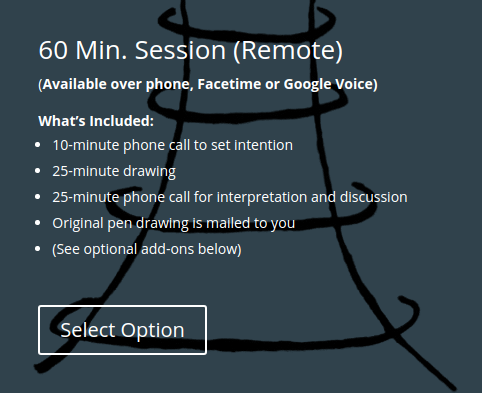 60 Min. Session (Remote)
(Available over phone, Facetime or Google Voice)
What’s Included:
• 10-minute phone call to set intention
• 25-minute drawing
• 25-minute phone call for interpretation and discussion
• Original pen drawing is mailed to you
• (See optional add-ons below)
Select Option